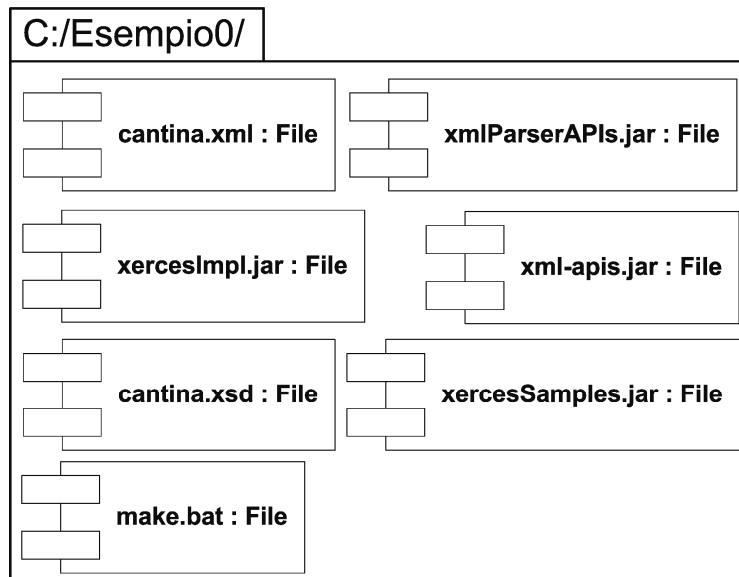 C:/Esempio0/
cantina.xml : File
xmlParserAPIs.jar : File
xercesImpl.jar : File
xml-apis.jar : File
cantina.xsd : File
xercesSamples.jar : File
make.bat : File